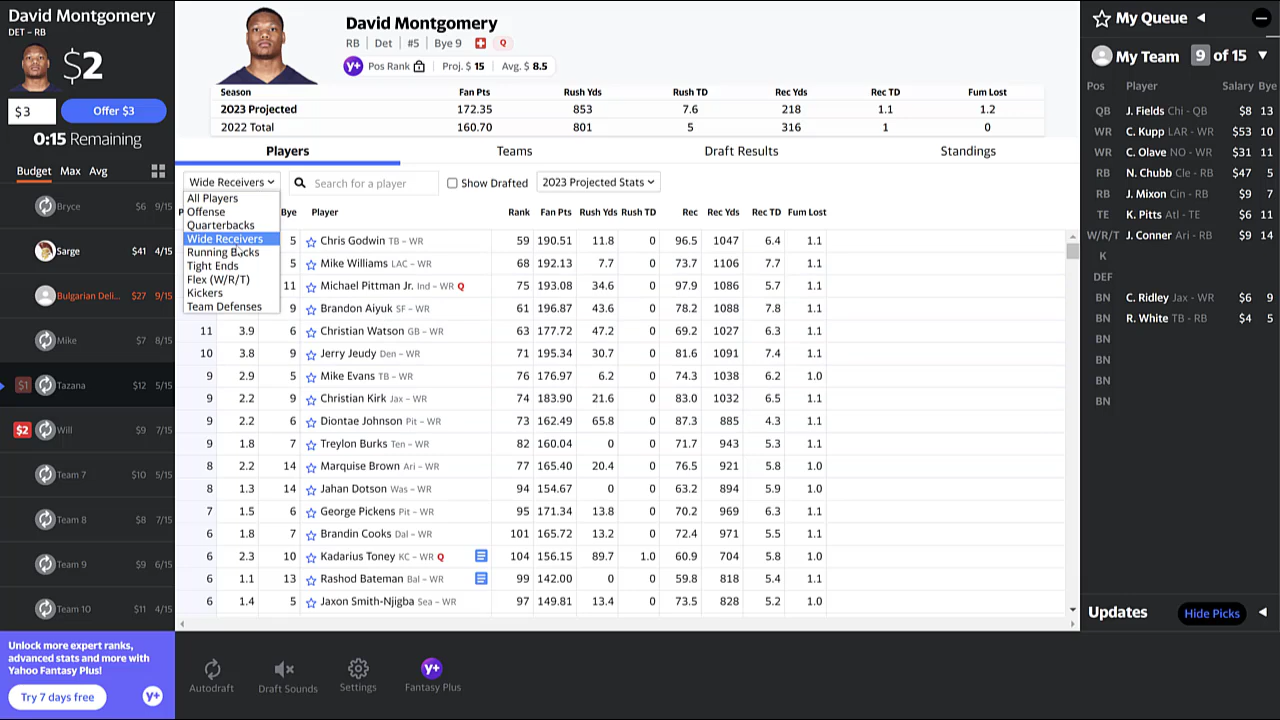 David Montgomery
DET – RB
$2
$3
Offer $3
0:15 Remaining
Budget Max Avg
Bryce $6 9/15
Sarge $41 4/15
Bulgarian Deli... $27 9/15
Mike $7 8/15
$1 Tazana $12 5/15
$2 Will $9 7/15
Team 7 $10 5/15
Team 8 $8 7/15
Team 9 $9 6/15
Team 10 $11 4/15
Unlock more expert ranks,
advanced stats and more with
Yahoo Fantasy Plus!
Try 7 days free y+
David Montgomery
RB Det #5 Bye 9 Q
y+ Pos Rank Proj. $ 15 Avg. $ 8.5
Season Fan Pts Rush Yds Rush TD Rec Yds Rec TD Fum Lost
2023 Projected 172.35 853 7.6 218 1.1 1.2
2022 Total 160.70 801 5 316 1 0
Players Teams Draft Results Standings
Wide Receivers Search for a player Show Drafted 2023 Projected Stats
All Players
Offense
Quarterbacks
Wide Receivers
Running Backs
Tight Ends
Flex (W/R/T)
Kickers
Team Defenses
Bye Player Rank Fan Pts Rush Yds Rush TD Rec Rec Yds Rec TD Fum Lost
5 Chris Godwin TB – WR 59 190.51 11.8 0 96.5 1047 6.4 1.1
5 Mike Williams LAC – WR 68 192.13 7.7 0 73.7 1106 7.7 1.1
11 Michael Pittman Jr. Ind – WR Q 75 193.08 34.6 0 97.9 1086 5.7 1.1
9 Brandon Aiyuk SF – WR 61 196.87 43.6 0 78.2 1088 7.8 1.1
11 3.9 6 Christian Watson GB – WR 63 177.72 47.2 0 69.2 1027 6.3 1.1
10 3.8 9 Jerry Jeudy Den – WR 71 195.34 30.7 0 81.6 1091 7.4 1.1
9 2.9 5 Mike Evans TB – WR 76 176.97 6.2 0 74.3 1038 6.2 1.0
9 2.2 9 Christian Kirk Jax – WR 74 183.90 21.6 0 83.0 1032 6.5 1.1
9 2.2 6 Diontae Johnson Pit – WR 73 162.49 65.8 0 87.3 885 4.3 1.1
9 1.8 7 Treylon Burks Ten – WR 82 160.04 0 0 71.7 943 5.3 1.1
8 2.2 14 Marquise Brown Ari – WR 77 165.40 20.4 0 76.5 921 5.8 1.0
8 1.3 14 Jahan Dotson Was – WR 94 154.67 0 0 63.2 894 5.9 1.0
7 1.5 6 George Pickens Pit – WR 95 171.34 13.8 0 70.2 969 6.3 1.1
6 1.8 7 Brandin Cooks Dal – WR 101 165.72 13.2 0 72.4 971 5.5 1.1
6 2.3 10 Kadarius Toney KC – WR Q 104 156.15 89.7 1.0 60.9 704 5.8 1.0
6 1.1 13 Rashod Bateman Bal – WR 99 142.00 0 0 59.8 818 5.4 1.1
6 1.4 5 Jaxon Smith-Njigba Sea – WR 97 149.81 13.4 0 73.5 828 5.2 1.0
Autodraft Draft Sounds Settings Fantasy Plus
My Queue
My Team 9 of 15
Pos Player Salary Bye
QB J. Fields Chi - QB $8 13
WR C. Kupp LAR - WR $53 10
WR C. Olave NO - WR $31 11
RB N. Chubb Cle - RB $47 5
RB J. Mixon Cin - RB $9 7
TE K. Pitts Atl - TE $6 11
W/R/T J. Conner Ari - RB $9 14
K
DEF
BN C. Ridley Jax - WR $6 9
BN R. White TB - RB $4 5
BN
BN
BN
BN
Updates Hide Picks